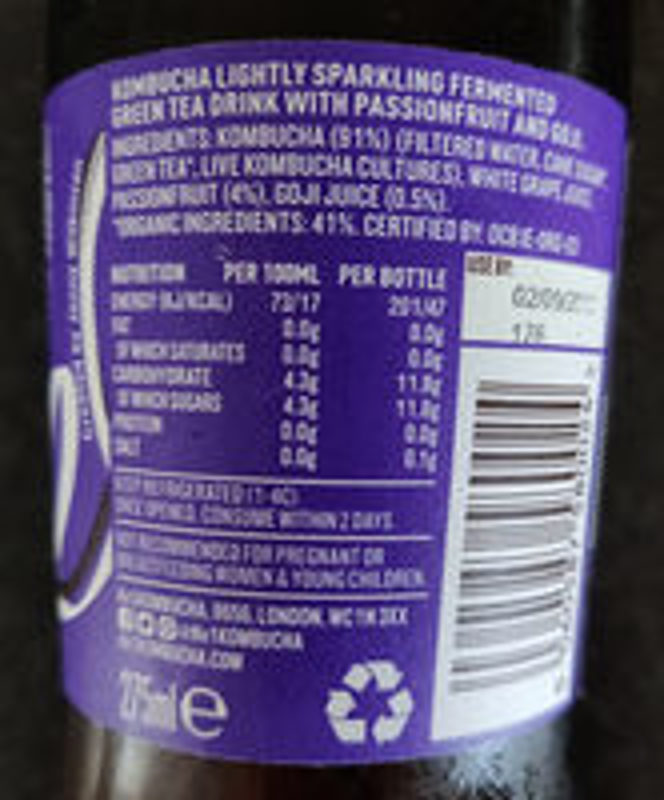 KOMBUCHA LIGHTLY SPARKLING FERMENTED
GREEN TEA DRINK WITH PASSIONFRUIT AND GOJI.
INGREDIENTS: KOMBUCHA (91%) (FILTERED WATER, CANE SUGAR*,
GREEN TEA*, LIVE KOMBUCHA CULTURES), WHITE GRAPE JUICE,
PASSIONFRUIT (4%), GOJI JUICE (0.5%).
*ORGANIC INGREDIENTS: 41%. CERTIFIED BY:
NUTRITION PER 100ML PER BOTTLE
ENERGY (KJ/KCAL) 73/17 201/47
FAT 0.0g 0.0g
OF WHICH SATURATES 0.0g 0.0g
CARBOHYDRATE 4.3g 11.8g
OF WHICH SUGARS 4.3g 11.8g
PROTEIN 0.0g 0.0g
SALT 0.0g 0.1g
KEEP REFRIGERATED (1-8C)
ONCE OPENED, CONSUME WITHIN 2 DAYS
NOT RECOMMENDED FOR PREGNANT OR
BREASTFEEDING WOMEN & YOUNG CHILDREN.
KOMBUCHA, LONDON, WC1N 3XX
275ml e
USE BY:
02/09/